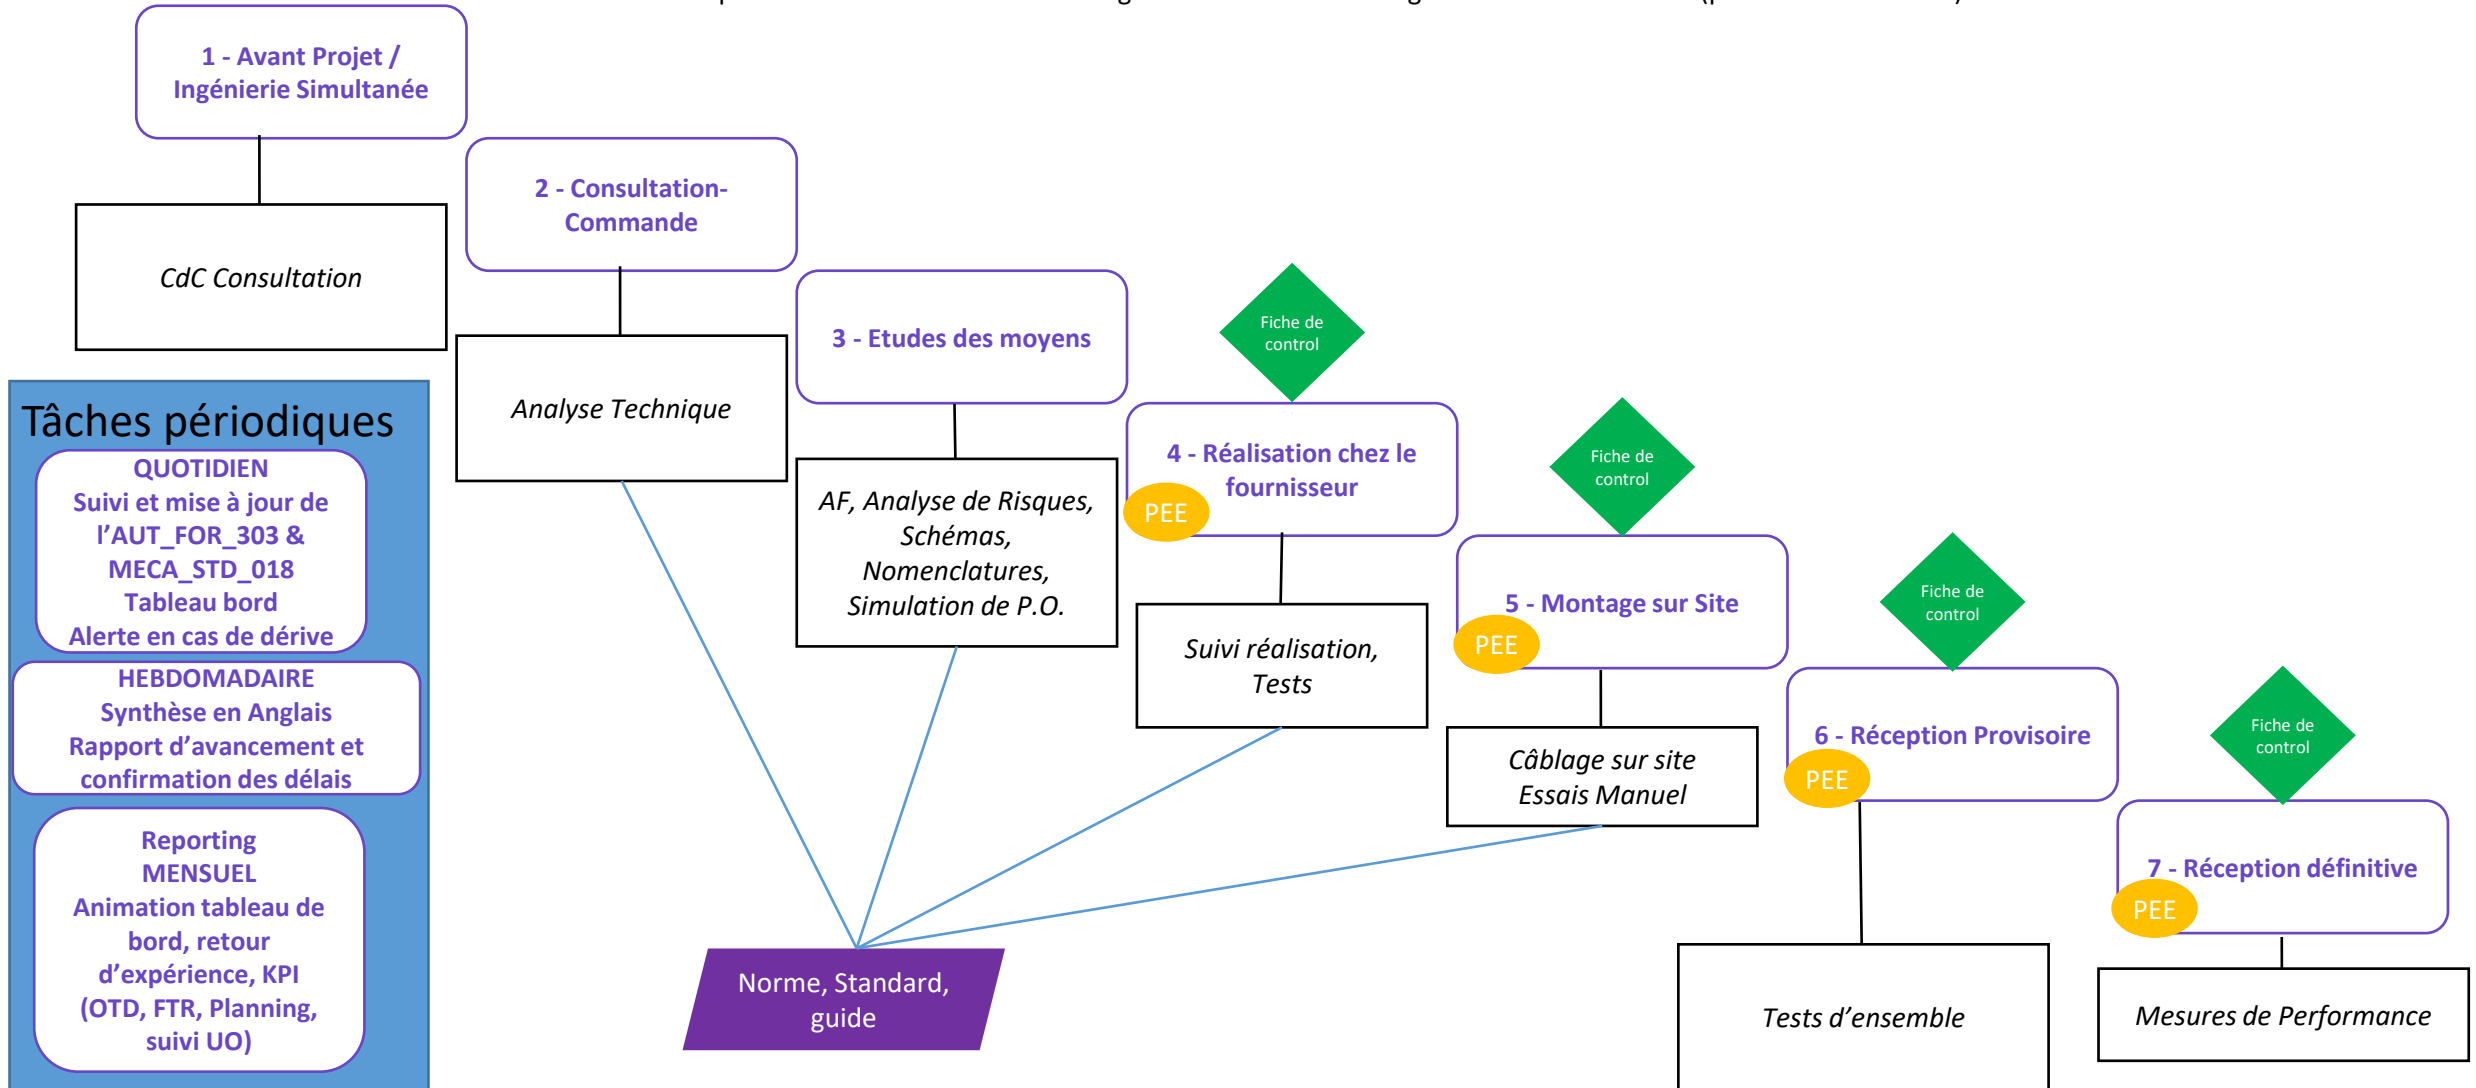 1 - Avant Projet /
Ingénierie Simultanée
CdC Consultation
2 - Consultation-
Commande
Analyse Technique
3 - Etudes des moyens
AF, Analyse de Risques,
Schémas,
Nomenclatures,
Simulation de P.O.
Fiche de
control
4 - Réalisation chez le
fournisseur
PEE
Suivi réalisation,
Tests
Fiche de
control
5 - Montage sur Site
PEE
Câblage sur site
Essais Manuel
Fiche de
control
6 - Réception Provisoire
PEE
Tests d’ensemble
Fiche de
control
7 - Réception définitive
PEE
Mesures de Performance
Tâches périodiques
QUOTIDIEN
Suivi et mise à jour de
l’AUT_FOR_303 &
MECA_STD_018
Tableau bord
Alerte en cas de dérive
HEBDOMADAIRE
Synthèse en Anglais
Rapport d’avancement et
confirmation des délais
Reporting
MENSUEL
Animation tableau de
bord, retour
d’expérience, KPI
(OTD, FTR, Planning,
suivi UO)
Norme, Standard,
guide